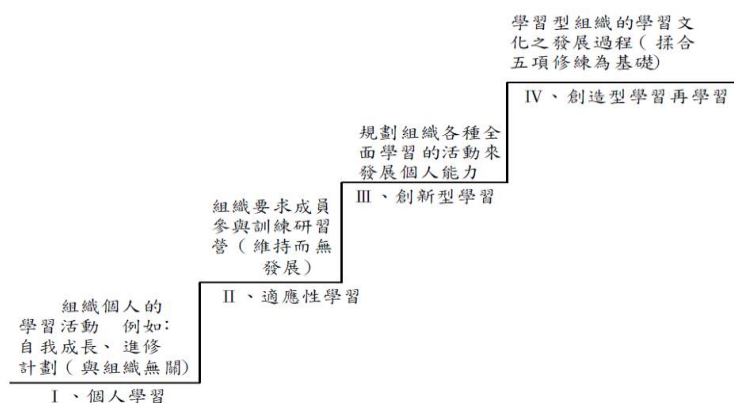 學習型組織的學習文
化之發展過程( 揉合
五項修練為基礎)
IV、創造型學習再學習
規劃組織各種全
面學習的活動來
發展個人能力
III、創新型學習
組織要求成員
參與訓練研習
營( 維持而無
發展)
II、適應性學習
組織個人的
學習活動 例如:
自我成長、進修
計劃( 與組織無關)
I、個人學習